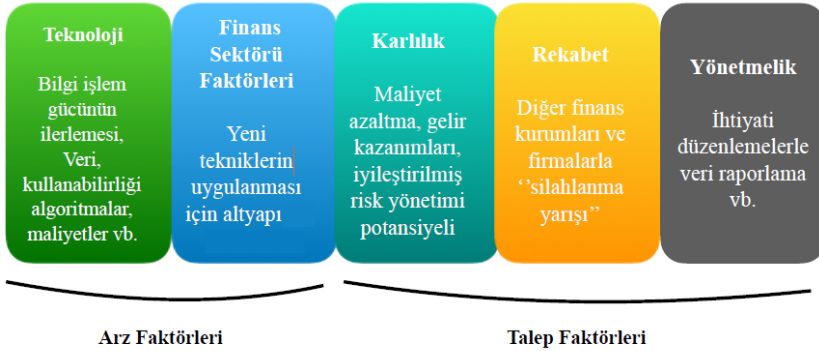 Teknoloji
Bilgi işlem
gücünün
ilerlemesi,
Veri,
kullanabilirliği
algoritmalar,
maliyetler vb.
Finans
Sektörü
Faktörleri
Yeni
tekniklerin
uygulanması
için altyapı
Karlılık
Maliyet
azaltma, gelir
kazanımları,
iyileştirilmiş
risk yönetimi
potansiyeli
Rekabet
Diğer finans
kurumları ve
firmalarla
‘’silahlanma
yarışı’’
Yönetmelik
İhtiyati
düzenlemelerle
veri raporlama
vb.
Arz Faktörleri
Talep Faktörleri